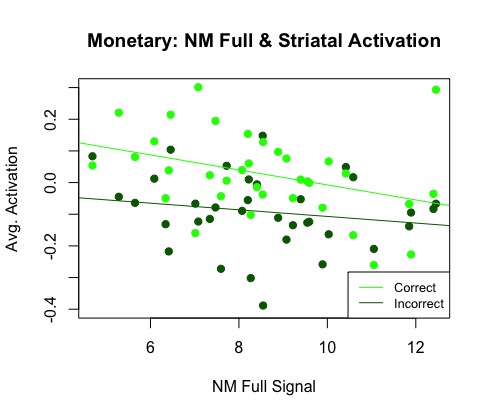 Monetary: NM Full & Striatal Activation
Avg. Activation
0.2
0.0
-0.2
-0.4
Correct
Incorrect
6 8 10 12
NM Full Signal